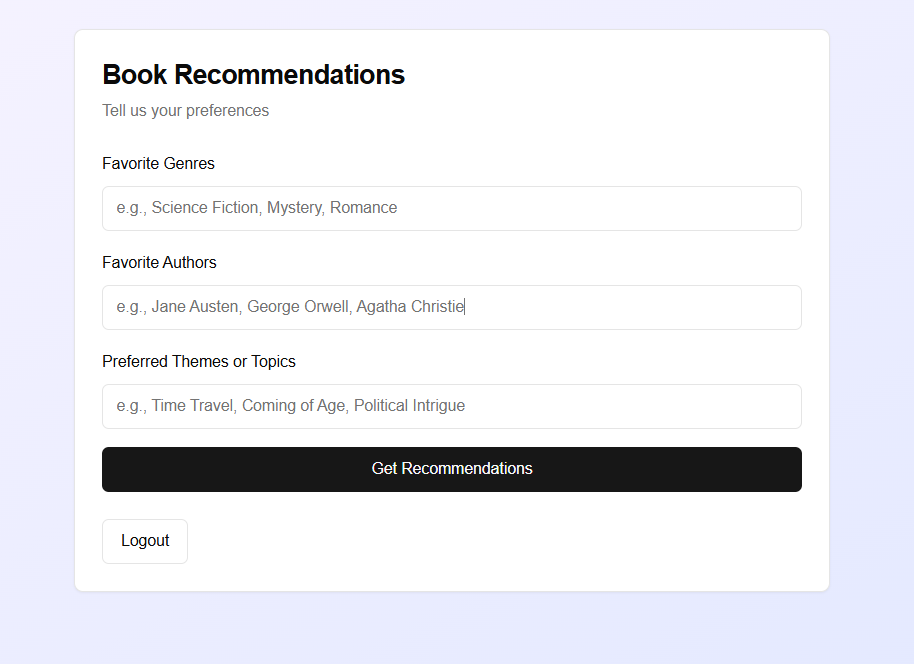 Book Recommendations
Tell us your preferences
Favorite Genres
e.g., Science Fiction, Mystery, Romance
Favorite Authors
e.g., Jane Austen, George Orwell, Agatha Christie
Preferred Themes or Topics
e.g., Time Travel, Coming of Age, Political Intrigue
Get Recommendations
Logout